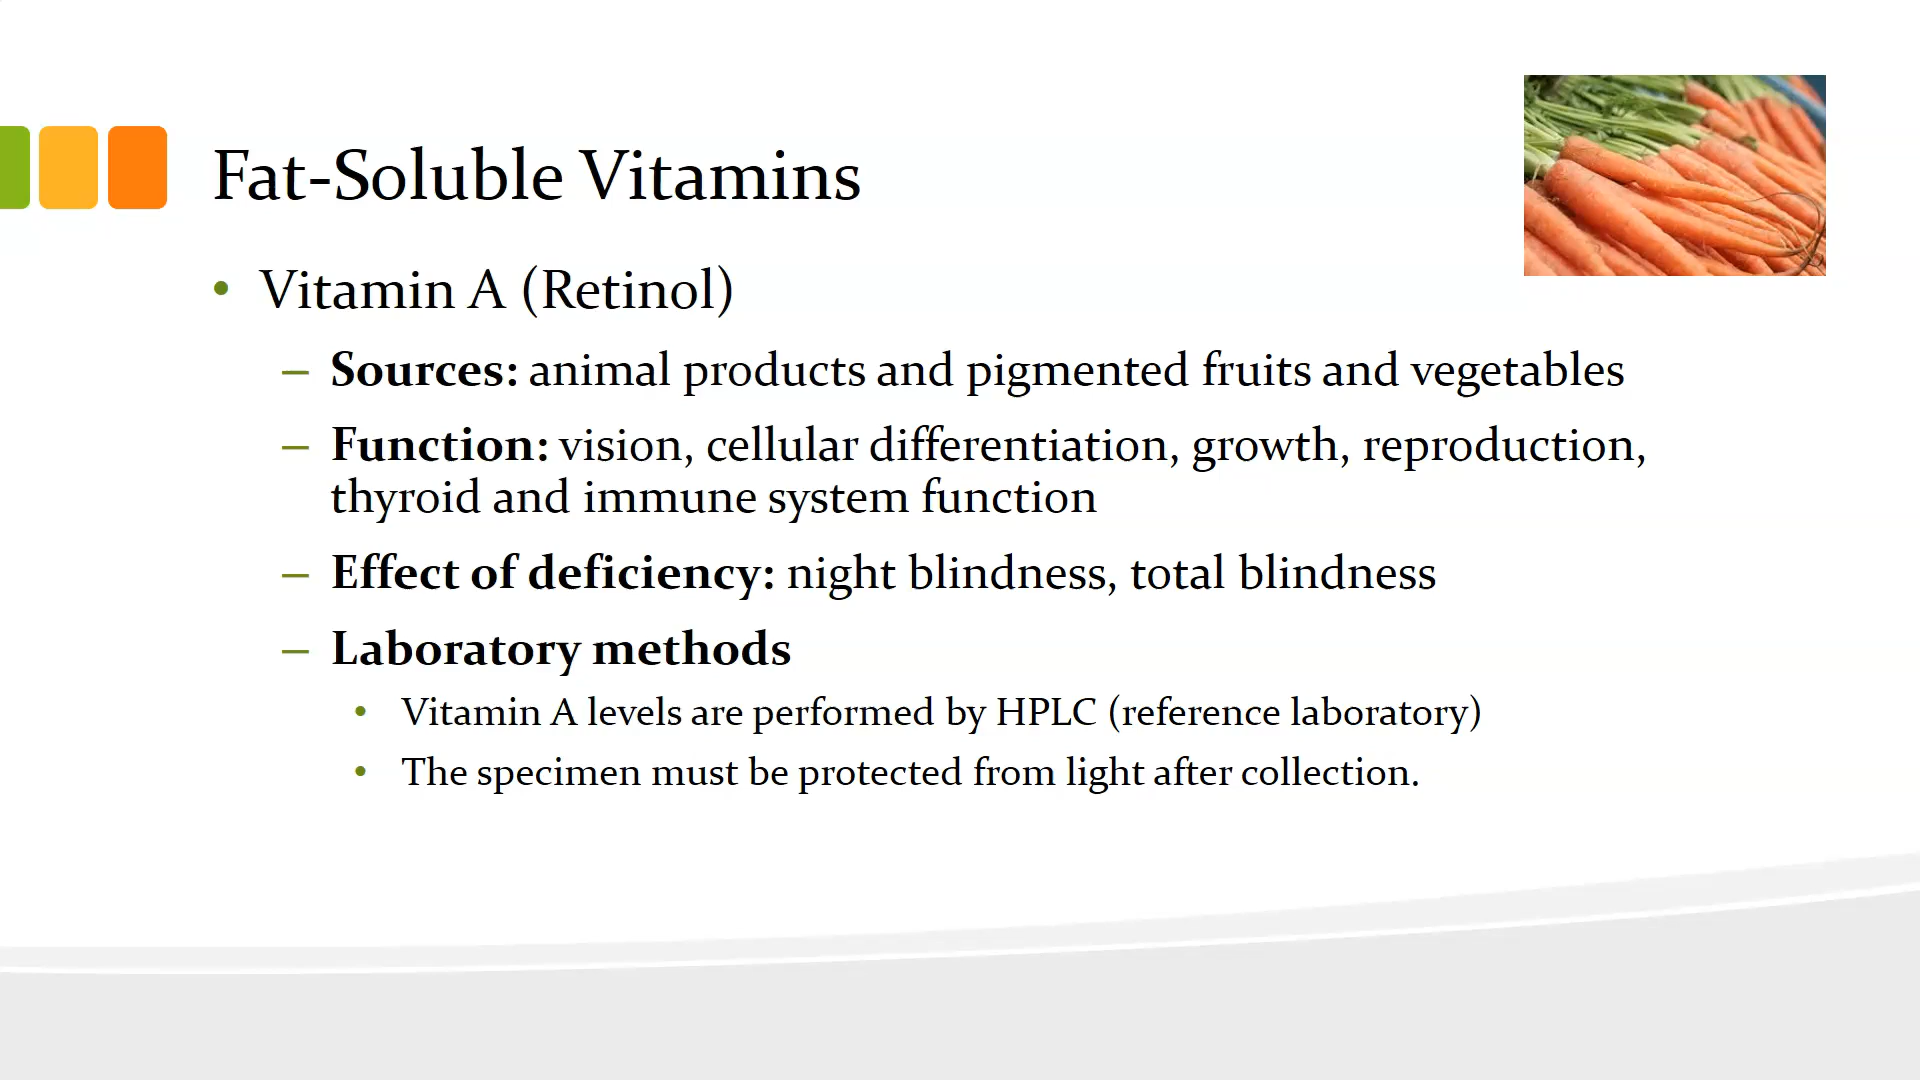 Fat-Soluble Vitamins
• Vitamin A (Retinol)
– Sources: animal products and pigmented fruits and vegetables
– Function: vision, cellular differentiation, growth, reproduction,
thyroid and immune system function
– Effect of deficiency: night blindness, total blindness
– Laboratory methods
• Vitamin A levels are performed by HPLC (reference laboratory)
• The specimen must be protected from light after collection.